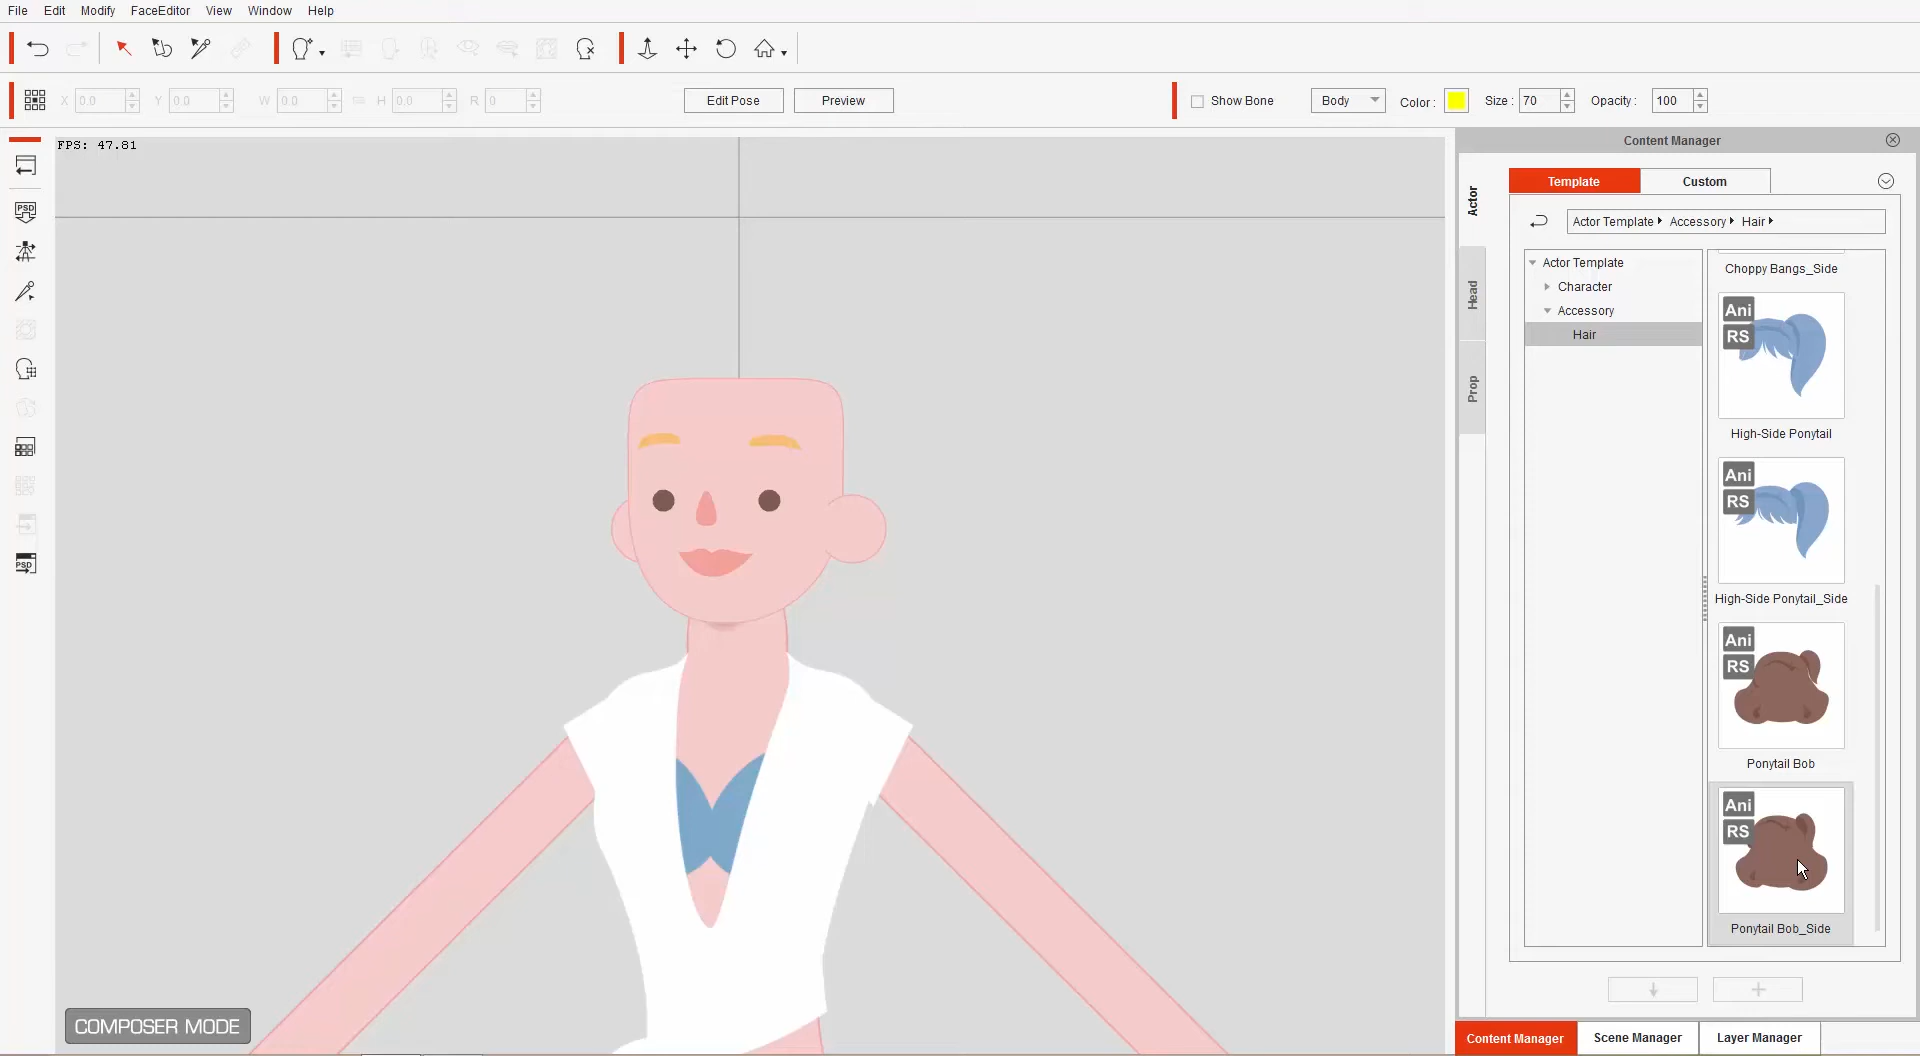 File Edit Modify FaceEditor View Window Help
X 0.0 Y 0.0 W 0.0 H 0.0 R 0 Edit Pose Preview Show Bone Body Color : Size : 70 Opacity : 100
FPS: 47.81
Content Manager
Template Custom
Actor
Head
Prop
Actor Template Accessory Hair
Actor Template
Character
Accessory
Hair
Choppy Bangs_Side
Ani
RS
High-Side Ponytail
Ani
RS
High-Side Ponytail_Side
Ani
RS
Ponytail Bob
Ani
RS
Ponytail Bob_Side
PSD
PSD
COMPOSER MODE
Content Manager Scene Manager Layer Manager